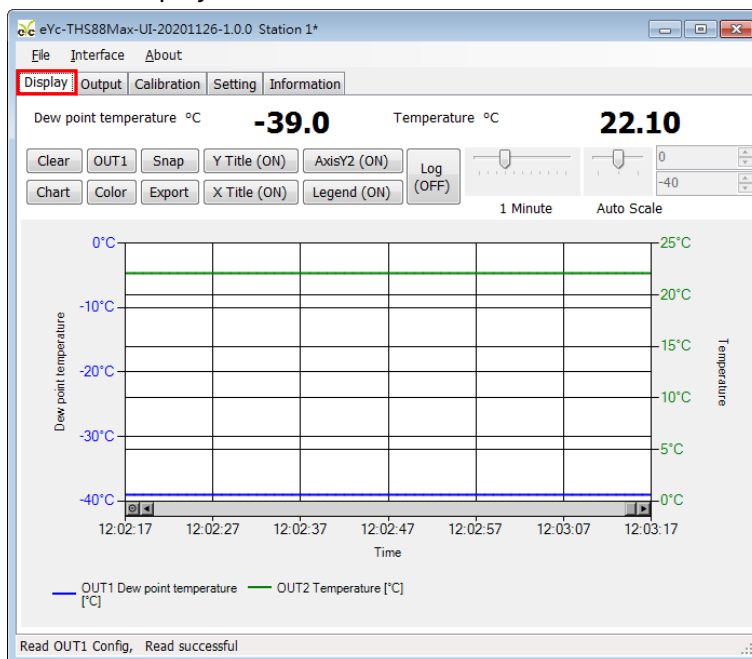 eYc-THS88Max-UI-20201126-1.0.0 Station 1*
File Interface About
Display Output Calibration Setting Information
Dew point temperature °C -39.0 Temperature °C 22.10
Clear OUT1 Snap Y Title (ON) AxisY2 (ON) Log (OFF) 0
Chart Color Export X Title (ON) Legend (ON) -40
1 Minute Auto Scale
0°C 25°C
20°C
-10°C
15°C
-20°C
10°C
-30°C
5°C
-40°C 0°C
Dew point temperature
Temperature
12:02:17 12:02:27 12:02:37 12:02:47 12:02:57 12:03:07 12:03:17
Time
OUT1 Dew point temperature OUT2 Temperature [°C]
[°C]
Read OUT1 Config, Read successful